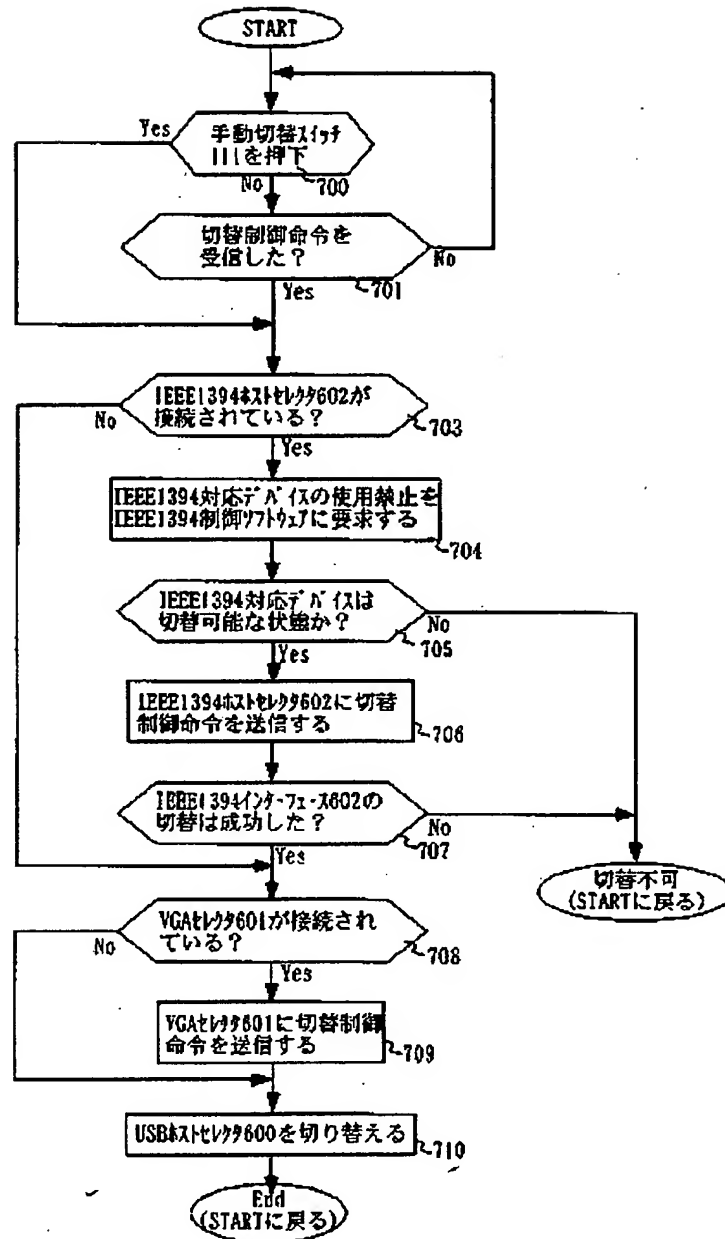 START
Yes
手動切替スイッチ
111を押下
700
No
切替制御命令を
受信した？
No
701
Yes
IEEE1394ホストセレクタ602が
接続されている？
No
703
Yes
IEEE1394対応デバイスの使用禁止を
IEEE1394制御ソフトウェアに要求する
704
IEEE1394対応デバイスは
切替可能な状態か？
No
705
Yes
IEEE1394ホストセレクタ602に切替
制御命令を送信する
706
IEEE1394インターフェース602の
切替は成功した？
No
707
Yes
切替不可
(STARTに戻る)
VGAセレクタ601が接続され
ている？
No
708
Yes
VGAセレクタ601に切替制御
命令を送信する
709
USBホストセレクタ600を切り替える
710
End
(STARTに戻る)